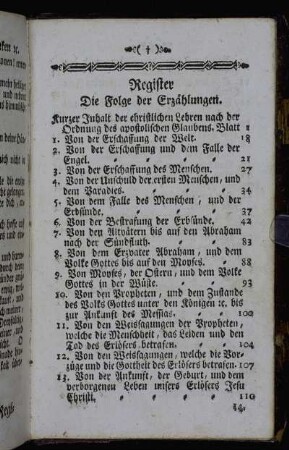 ( † )
Register
Die Folge der Erzählungen.
Kurzer Inhalt der christlichen Lehren nach der
Ordnung des apostolischen Glaubens. Blatt 1
1. Von der Erschaffung der Welt. 18
2. Von der Erschaffung und dem Falle der
Engel. 21
3. Von der Erschaffung des Menschen. 27
4. Von der Unschuld der ersten Menschen, und
dem Paradies. 34
5. Von dem Falle des Menschen, und der
Erbsünde. 37
6. Von der Bestrafung der Erbsünde. 42
7. Von den Altvätern bis auf den Abraham
nach der Sündfluth. 83
8. Von dem Erzvater Abraham, und dem
Volke Gottes bis auf den Moyses. 88
9. Von Moyses, der Ostern, und dem Volke
Gottes in der Wüste. 93
10. Von den Propheten, und dem Zustande
des Volks Gottes unter den Königen rc. bis
zur Ankunft des Messias. 100
11. Von den Weissagungen der Propheten,
welche die Menschheit, das Leiden und den
Tod des Erlösers betrafen. 104
12. Von den Weissagungen, welche die Vor-
züge und die Gottheit des Erlösers betrafen. 107
13. Von der Ankunft, der Geburt, und dem
verborgenen Leben unsers Erlösers Jesu
Christi. 110
14.